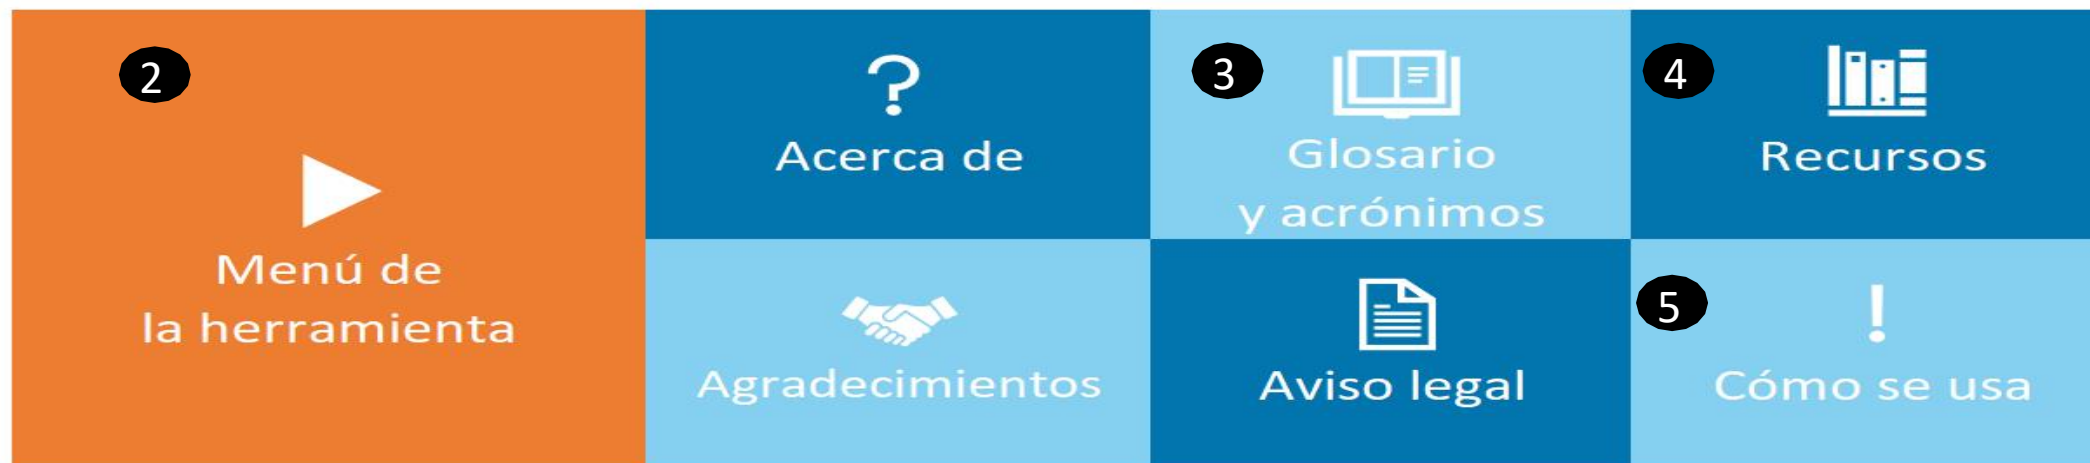 2
Menú de
la herramienta
?
Acerca de
3
Glosario
y acrónimos
4
Recursos
Agradecimientos
Aviso legal
5
!
Cómo se usa